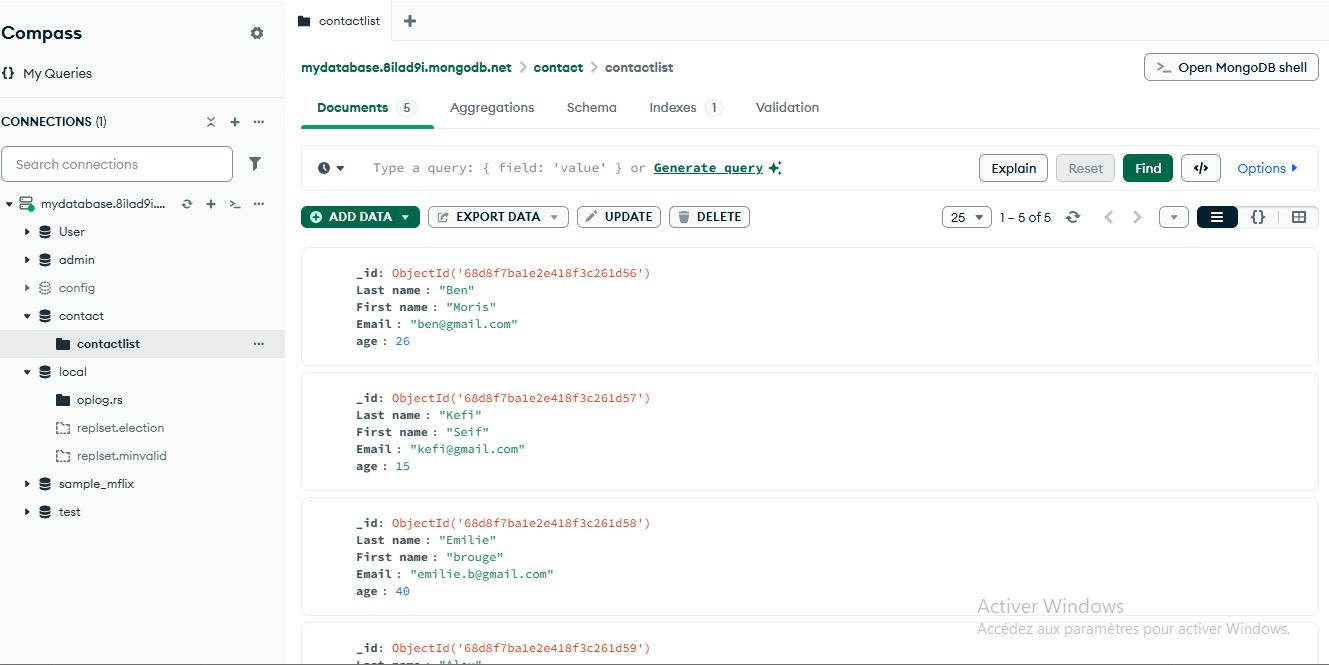 Compass
{} My Queries
CONNECTIONS (1)
Search connections
mydatabase.8ilad9i....
User
admin
config
contact
contactlist
local
oplog.rs
replset.election
replset.minvalid
sample_mflix
test
contactlist
mydatabase.8ilad9i.mongodb.net > contact > contactlist
>_ Open MongoDB shell
Documents 5 Aggregations Schema Indexes 1 Validation
Type a query: { field: 'value' } or Generate query
Explain Reset Find </> Options
ADD DATA EXPORT DATA UPDATE DELETE
25 1 – 5 of 5 {}
_id: ObjectId('68d8f7ba1e2e418f3c261d56')
Last name : "Ben"
First name : "Moris"
Email : "ben@gmail.com"
age : 26
_id: ObjectId('68d8f7ba1e2e418f3c261d57')
Last name : "Kefi"
First name : "Seif"
Email : "kefi@gmail.com"
age : 15
_id: ObjectId('68d8f7ba1e2e418f3c261d58')
Last name : "Emilie"
First name : "brouge"
Email : "emilie.b@gmail.com"
age : 40
_id: ObjectId('68d8f7ba1e2e418f3c261d59')
Last name : "Alex"
Activer Windows
Accédez aux paramètres pour activer Windows.